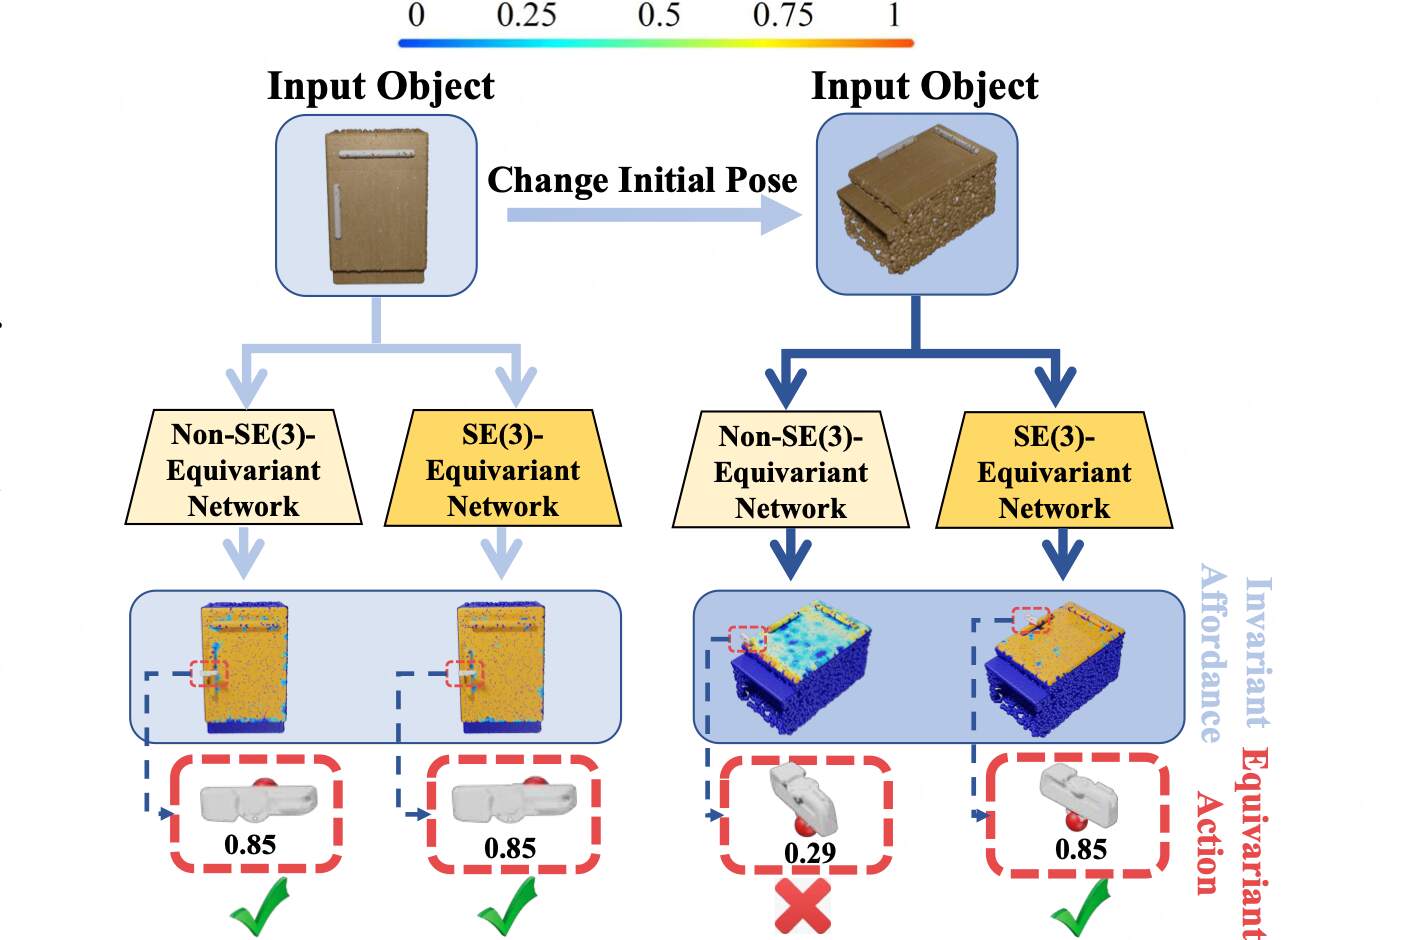 0 0.25 0.5 0.75 1
Input Object
Input Object
Change Initial Pose
Non-SE(3)-
Equivariant
Network
SE(3)-
Equivariant
Network
Non-SE(3)-
Equivariant
Network
SE(3)-
Equivariant
Network
Invariant
Affordance
0.85
0.85
0.29
0.85
Equivariant
Action